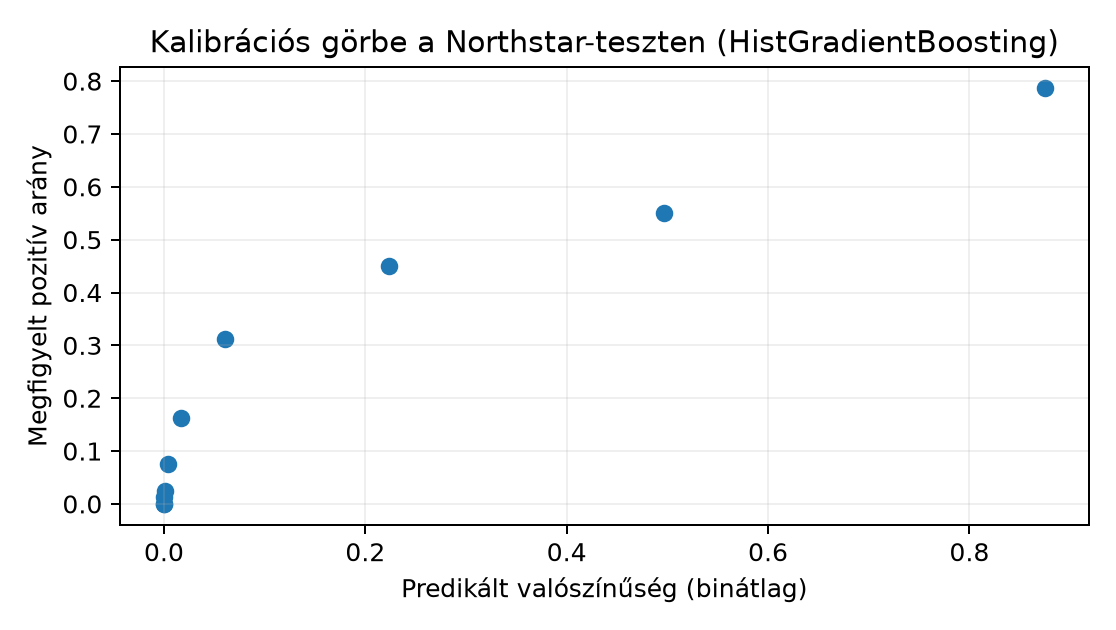 Kalibrációs görbe a Northstar-teszten (HistGradientBoosting)
Megfigyelt pozitív arány
0.8
0.7
0.6
0.5
0.4
0.3
0.2
0.1
0.0
0.0 0.2 0.4 0.6 0.8
Predikált valószínűség (binátlag)